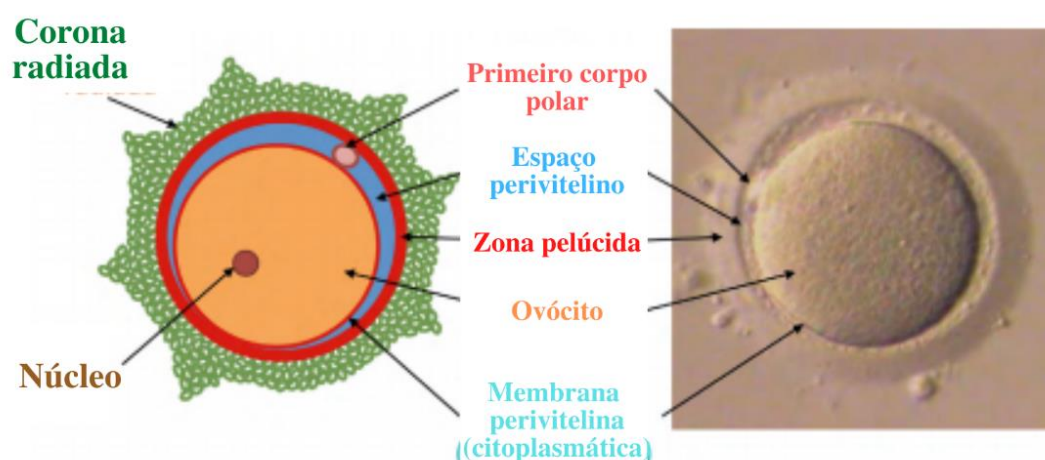 Corona
radiada
Primeiro corpo
polar
Espaço
perivitelino
Zona pelúcida
Ovócito
Núcleo
Membrana
perivitelina
((citoplasmática)